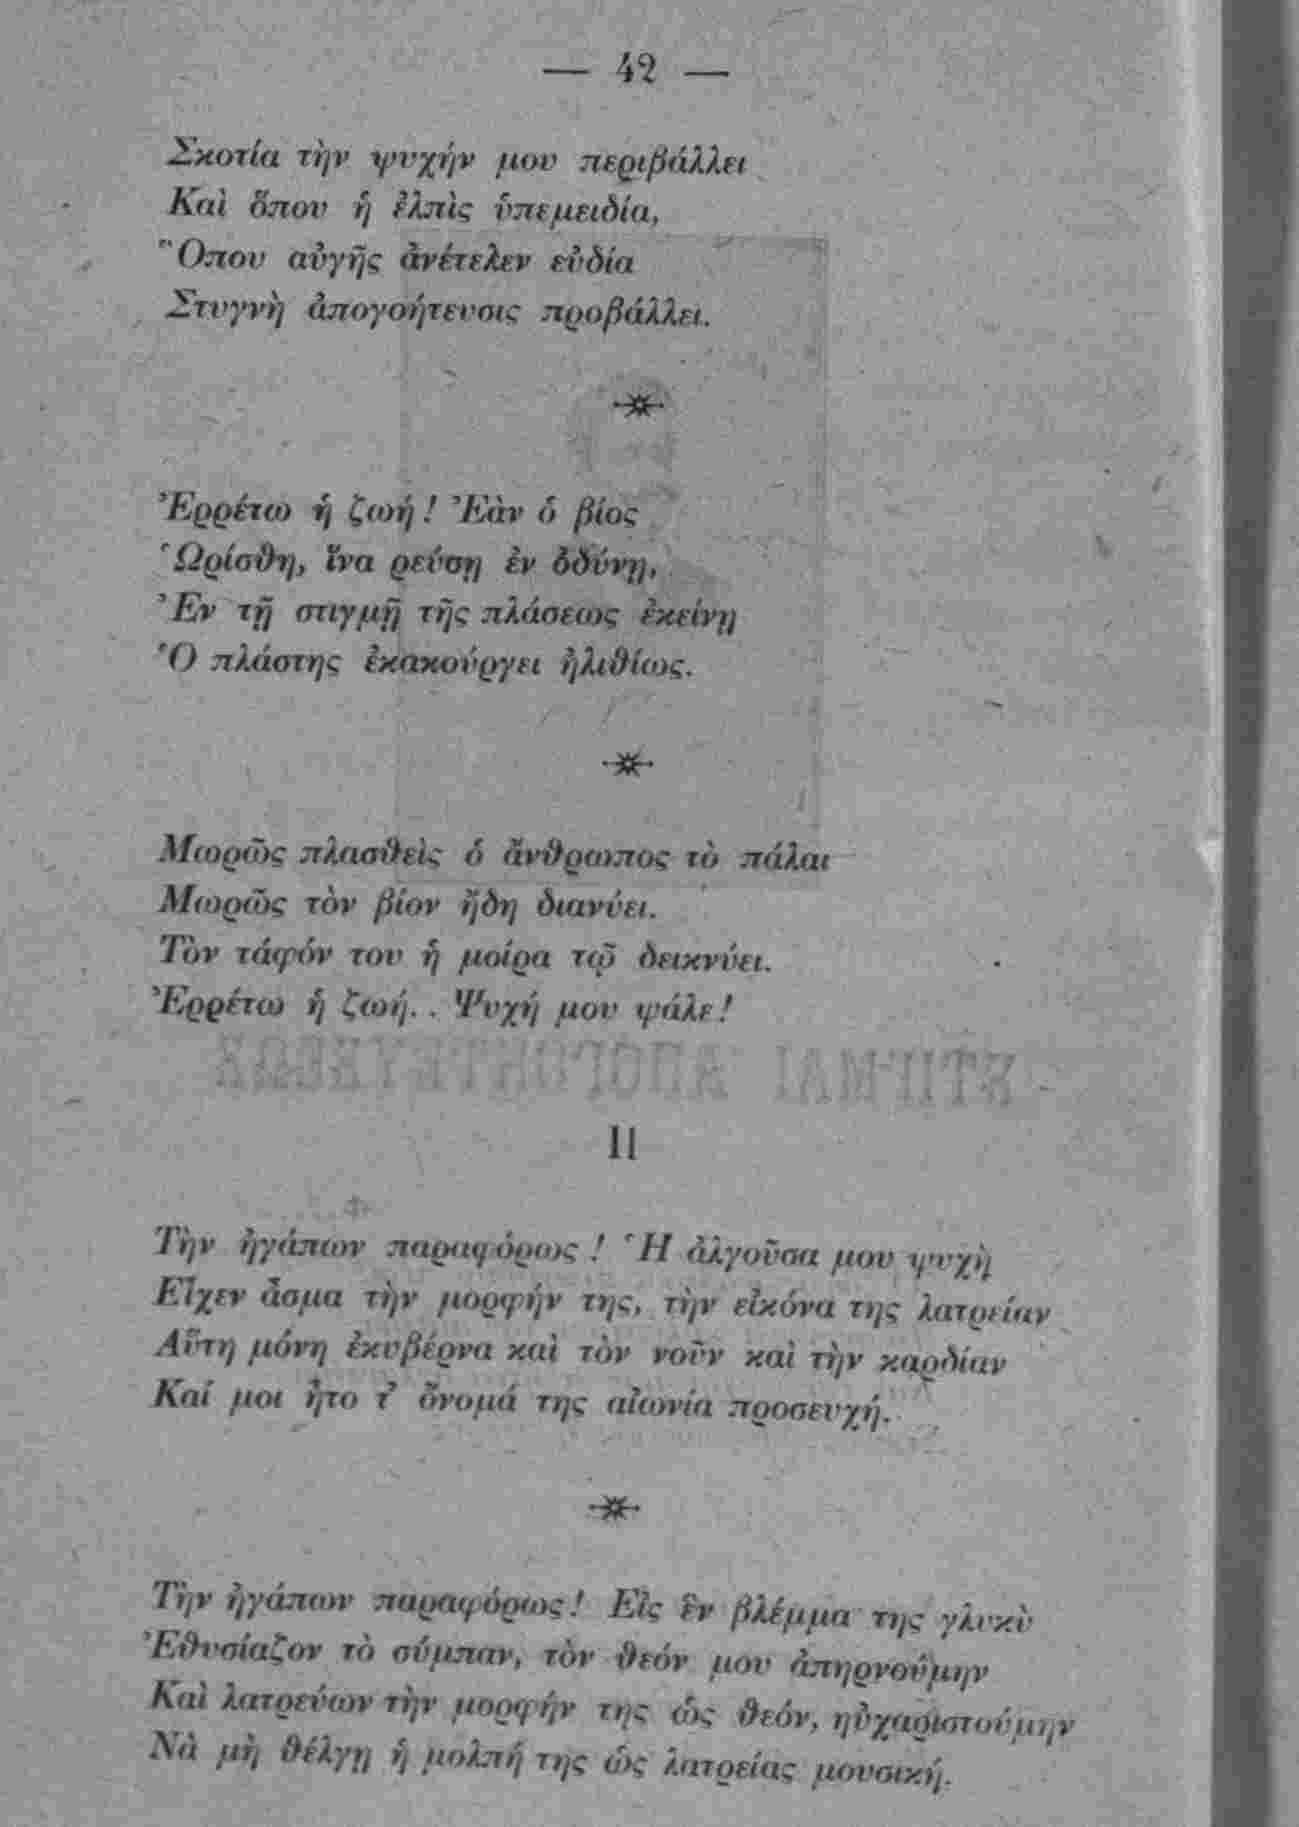 — 42 —
Σκοτία τὴν ψυχήν μου περιβάλλει
Καὶ ὅπου ἡ ἐλπὶς ὑπεμειδία,
Ὅπου αὐγῆς ἀνέτελεν εὐδία
Στυγνὴ ἀπογοήτευσις προβάλλει.
Ἐρρέτω ἡ ζωή! Ἐὰν ὁ βίος
Ὡρίσθη, ἵνα ρεύσῃ ἐν ὀδύνῃ,
Ἐν τῇ στιγμῇ τῆς πλάσεως ἐκείνῃ
Ὁ πλάστης ἐκακούργει ἠλιθίως.
Μωρῶς πλασθεὶς ὁ ἄνθρωπος τὸ πάλαι
Μωρῶς τὸν βίον ἤδη διανύει.
Τὸν τάφόν του ἡ μοίρα τῷ δεικνύει.
Ἐρρέτω ἡ ζωή.. Ψυχή μου ψάλε!
II
Τὴν ἠγάπων παραφόρως! Ἡ ἀλγοῦσα μου ψυχὴ
Εἶχεν ᾆσμα τὴν μορφήν της, τὴν εἰκόνα της λατρείαν
Αὕτη μόνη ἐκυβέρνα καὶ τὸν νοῦν καὶ τὴν καρδίαν
Καί μοι ἦτο τ' ὄνομά της αἰωνία προσευχή.
Τὴν ἠγάπων παραφόρως! Εἰς ἓν βλέμμα της γλυκὺ
Ἐθυσίαζον τὸ σύμπαν, τὸν θεόν μου ἀπηρνούμην
Καὶ λατρεύων τὴν μορφήν της ὡς θεόν, ηὐχαριστούμην
Νὰ μὴ θέλγῃ ἡ μολπή της ὡς λατρείας μουσική.